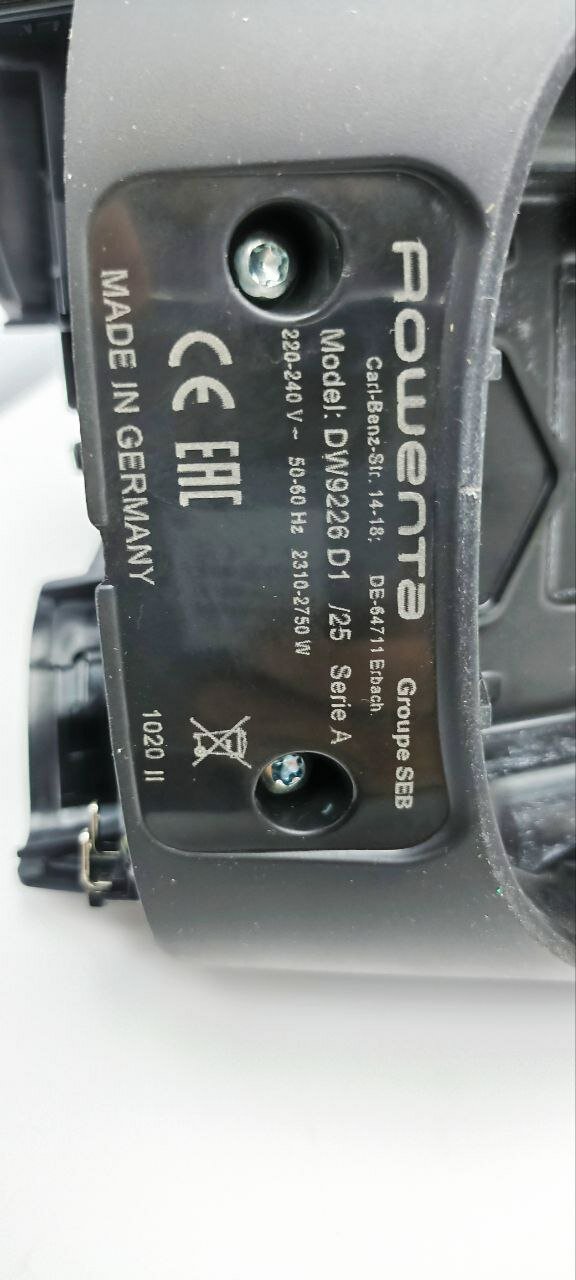 Rowenta Groupe SEB
Carl-Benz-Str. 14-18; DE-64711 Erbach
Model: DW9226 D1 /25 Serie A
220-240 V ~ 50-60 Hz 2310-2750 W
CE EAC
MADE IN GERMANY 1020 II